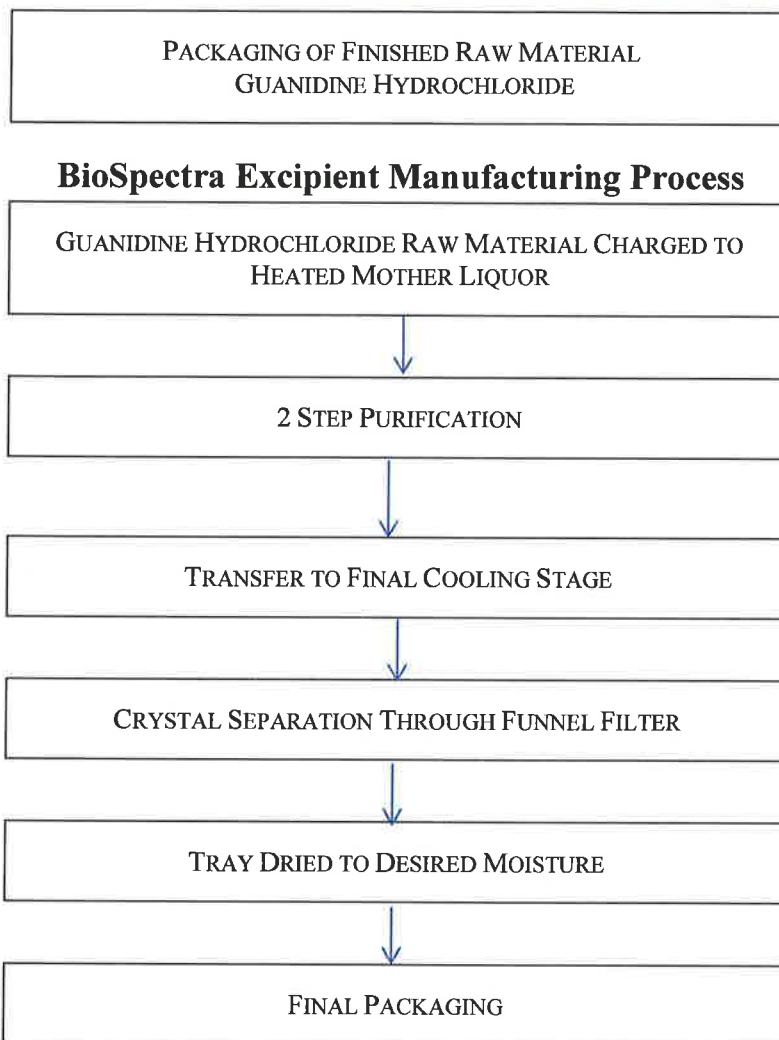 PACKAGING OF FINISHED RAW MATERIAL
GUANIDINE HYDROCHLORIDE
BioSpectra Excipient Manufacturing Process
GUANIDINE HYDROCHLORIDE RAW MATERIAL CHARGED TO
HEATED MOTHER LIQUOR
2 STEP PURIFICATION
TRANSFER TO FINAL COOLING STAGE
CRYSTAL SEPARATION THROUGH FUNNEL FILTER
TRAY DRIED TO DESIRED MOISTURE
FINAL PACKAGING